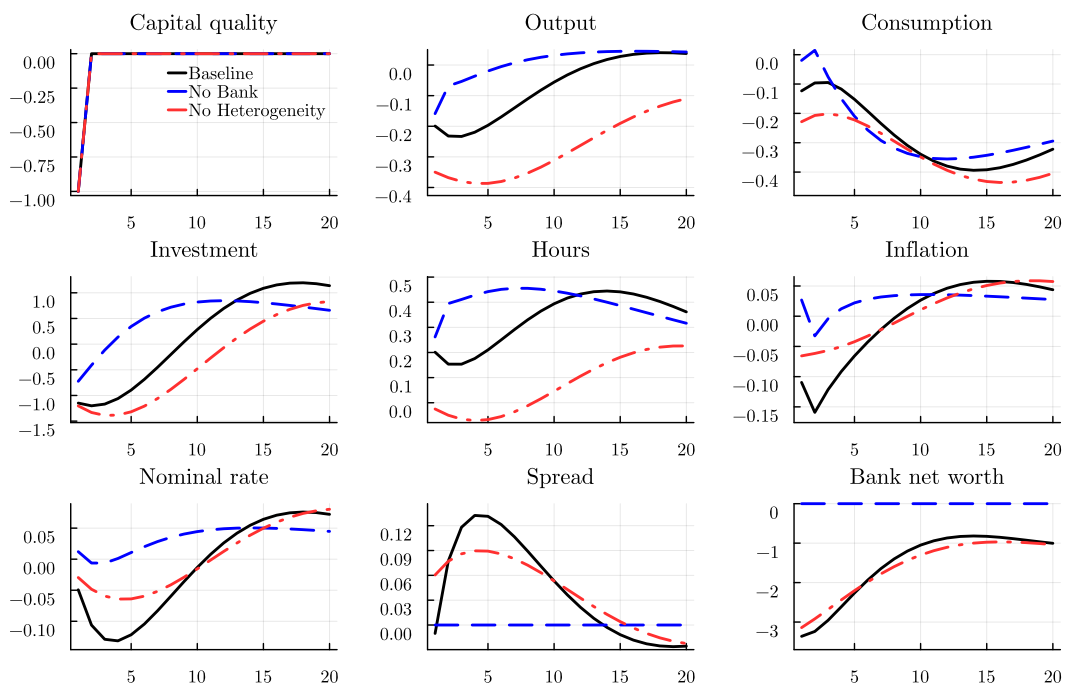 Capital quality
Output
Consumption
0.00
−0.25
−0.50
−0.75
−1.00
Baseline
No Bank
No Heterogeneity
5 10 15 20
0.0
−0.1
−0.2
−0.3
−0.4
5 10 15 20
0.0
−0.1
−0.2
−0.3
−0.4
5 10 15 20
Investment
Hours
Inflation
1.0
0.5
0.0
−0.5
−1.0
−1.5
5 10 15 20
0.5
0.4
0.3
0.2
0.1
0.0
5 10 15 20
0.05
0.00
−0.05
−0.10
−0.15
5 10 15 20
Nominal rate
Spread
Bank net worth
0.05
0.00
−0.05
−0.10
5 10 15 20
0.12
0.09
0.06
0.03
0.00
5 10 15 20
0
−1
−2
−3
5 10 15 20